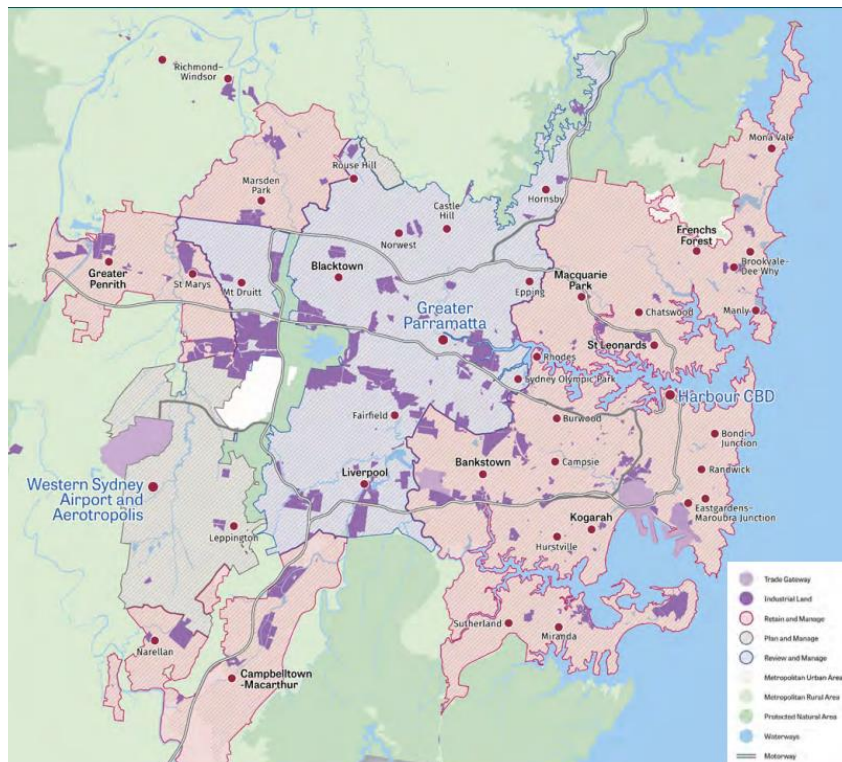 Richmond–
Windsor
Mona Vale
Rouse Hill
Marsden
Park
Castle
Hill
Hornsby
Norwest
Frenchs
Forest
Greater
Penrith
St Marys
Mt Druitt
Blacktown
Epping
Macquarie
Park
Brookvale–
Dee Why
Chatswood
Manly
Greater
Parramatta
St Leonards
Rhodes
Sydney Olympic Park
Harbour CBD
Fairfield
Burwood
Bondi
Junction
Western Sydney
Airport and
Aerotropolis
Liverpool
Bankstown
Campsie
Randwick
Leppington
Kogarah
Eastgardens–
Maroubra Junction
Hurstville
Narellan
Sutherland
Miranda
Campbelltown
-Macarthur
Trade Gateway
Industrial Land
Retain and Manage
Plan and Manage
Review and Manage
Metropolitan Urban Area
Metropolitan Rural Area
Protected Natural Area
Waterways
Motorway